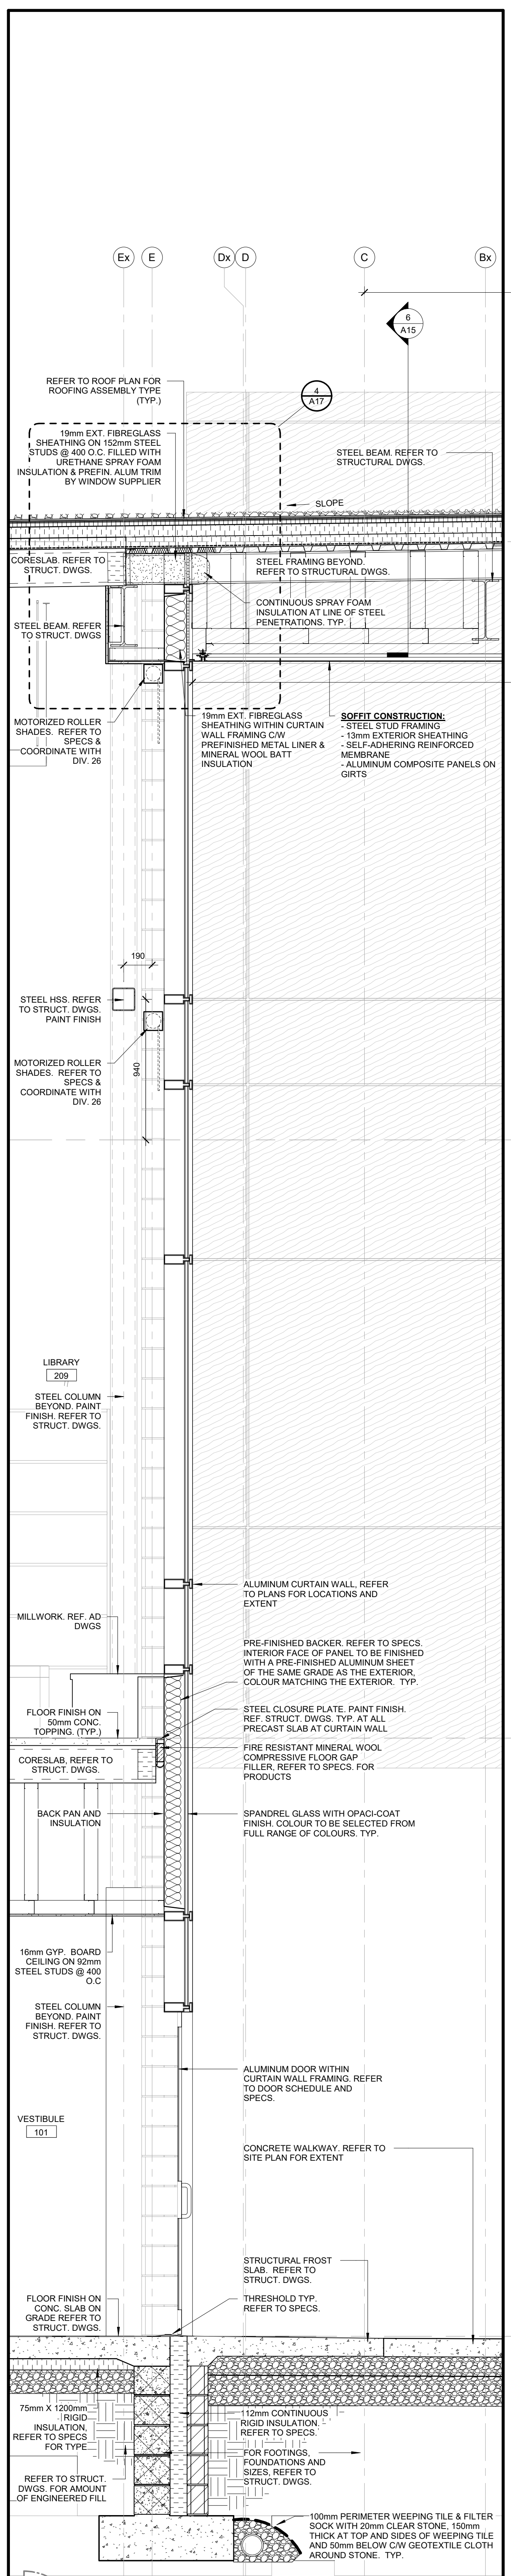 Ex
E
Dx
D
C
Bx
6
A15
REFER TO ROOF PLAN FOR
ROOFING ASSEMBLY TYPE
(TYP.)
4
A17
19mm EXT. FIBREGLASS
SHEATHING ON 152mm STEEL
STUDS @ 400 O.C. FILLED WITH
URETHANE SPRAY FOAM
INSULATION & PREFIN. ALUM TRIM
BY WINDOW SUPPLIER
STEEL BEAM. REFER TO
STRUCTURAL DWGS.
SLOPE
CORESLAB. REFER TO
STRUCT. DWGS.
STEEL FRAMING BEYOND.
REFER TO STRUCTURAL DWGS.
CONTINUOUS SPRAY FOAM
INSULATION AT LINE OF STEEL
PENETRATIONS. TYP.
STEEL BEAM. REFER
TO STRUCT. DWGS
MOTORIZED ROLLER
SHADES.  REFER TO
SPECS &
COORDINATE WITH
DIV. 26
19mm EXT. FIBREGLASS
SHEATHING WITHIN CURTAIN
WALL FRAMING C/W
PREFINISHED METAL LINER &
MINERAL WOOL BATT
INSULATION
SOFFIT CONSTRUCTION:
- STEEL STUD FRAMING
- 13mm EXTERIOR SHEATHING
- SELF-ADHERING REINFORCED
MEMBRANE
- ALUMINUM COMPOSITE PANELS ON
GIRTS
190
STEEL HSS. REFER
TO STRUCT. DWGS.
PAINT FINISH
940
MOTORIZED ROLLER
SHADES.  REFER TO
SPECS &
COORDINATE WITH
DIV. 26
LIBRARY
209
STEEL COLUMN
BEYOND. PAINT
FINISH. REFER TO
STRUCT. DWGS.
ALUMINUM CURTAIN WALL, REFER
TO PLANS FOR LOCATIONS AND
EXTENT
MILLWORK. REF. AD
DWGS
PRE-FINISHED BACKER. REFER TO SPECS.
INTERIOR FACE OF PANEL TO BE FINISHED
WITH A PRE-FINISHED ALUMINUM SHEET
OF THE SAME GRADE AS THE EXTERIOR,
COLOUR MATCHING THE EXTERIOR.  TYP.
FLOOR FINISH ON
50mm CONC.
TOPPING. (TYP.)
STEEL CLOSURE PLATE. PAINT FINISH.
REF. STRUCT. DWGS. TYP. AT ALL
PRECAST SLAB AT CURTAIN WALL
CORESLAB, REFER TO
STRUCT. DWGS.
FIRE RESISTANT MINERAL WOOL
COMPRESSIVE FLOOR GAP
FILLER, REFER TO SPECS. FOR
PRODUCTS
BACK PAN AND
INSULATION
SPANDREL GLASS WITH OPACI-COAT
FINISH. COLOUR TO BE SELECTED FROM
FULL RANGE OF COLOURS. TYP.
16mm GYP.  BOARD
CEILING ON 92mm
STEEL STUDS @ 400
O.C
STEEL COLUMN
BEYOND. PAINT
FINISH. REFER TO
STRUCT. DWGS.
ALUMINUM DOOR WITHIN
CURTAIN WALL FRAMING. REFER
TO DOOR SCHEDULE AND
SPECS.
VESTIBULE
101
CONCRETE WALKWAY. REFER TO
SITE PLAN FOR EXTENT
STRUCTURAL FROST
SLAB.  REFER TO
STRUCT. DWGS.
FLOOR FINISH ON
CONC. SLAB ON
GRADE REFER TO
STRUCT. DWGS.
THRESHOLD TYP.
REFER TO SPECS.
75mm X 1200mm
RIGID
INSULATION,
REFER TO SPECS
FOR TYPE
112mm CONTINUOUS
RIGID INSULATION.
REFER TO SPECS.
FOR FOOTINGS,
FOUNDATIONS AND
SIZES, REFER TO
STRUCT. DWGS.
REFER TO STRUCT.
DWGS. FOR AMOUNT
OF ENGINEERED FILL
100mm PERIMETER WEEPING TILE & FILTER
SOCK WITH 20mm CLEAR STONE, 150mm
THICK AT TOP AND SIDES OF WEEPING TILE
AND 50mm BELOW C/W GEOTEXTILE CLOTH
AROUND STONE.  TYP.